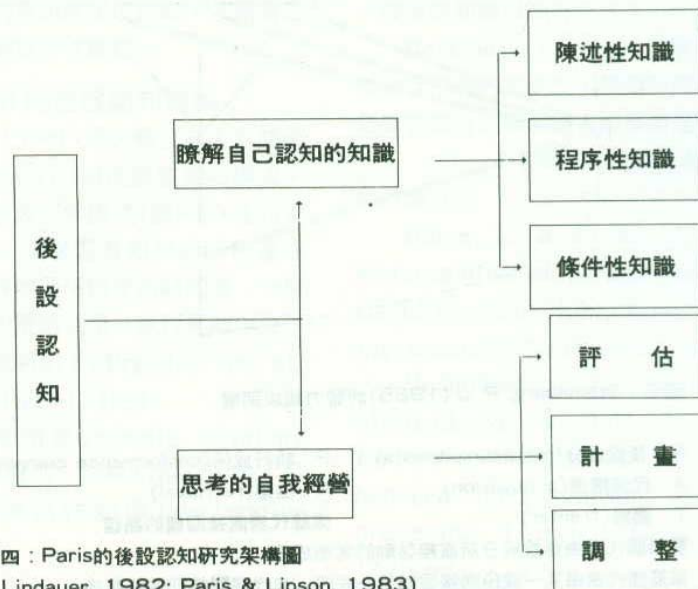 後設認知
瞭解自己認知的知識
思考的自我經營
陳述性知識
程序性知識
條件性知識
評估
計畫
調整
四：Paris的後設認知研究架構圖
Lindauer, 1982; Paris & Lipson, 1983)